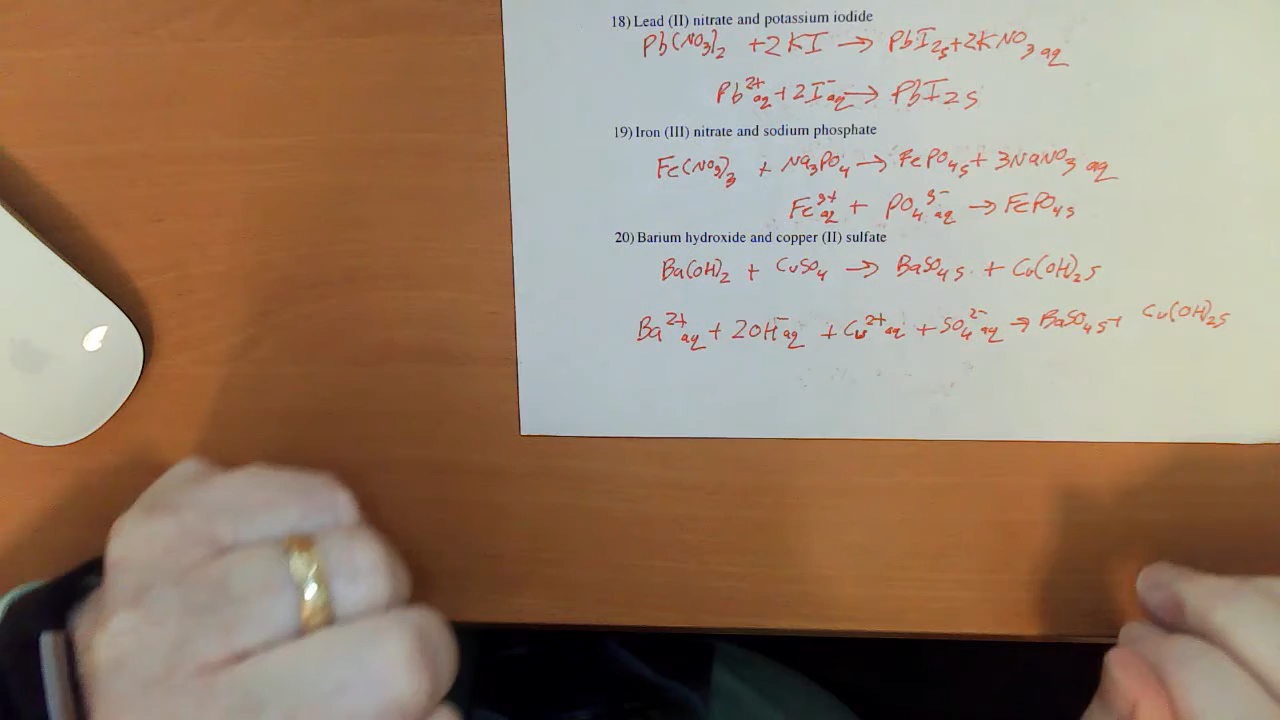 18) Lead (II) nitrate and potassium iodide
Pb(NO3)2 + 2KI → PbI2s + 2KNO3 aq
Pb2+aq + 2I-aq → PbI2s
19) Iron (III) nitrate and sodium phosphate
Fe(NO3)3 + Na3PO4 → FePO4s + 3NaNO3 aq
Fe3+aq + PO43-aq → FePO4s
20) Barium hydroxide and copper (II) sulfate
Ba(OH)2 + CuSO4 → BaSO4s. + Cu(OH)2s
Ba2+aq + 2OH-aq + Cu2+aq + SO42-aq → BaSO4s + Cu(OH)2s